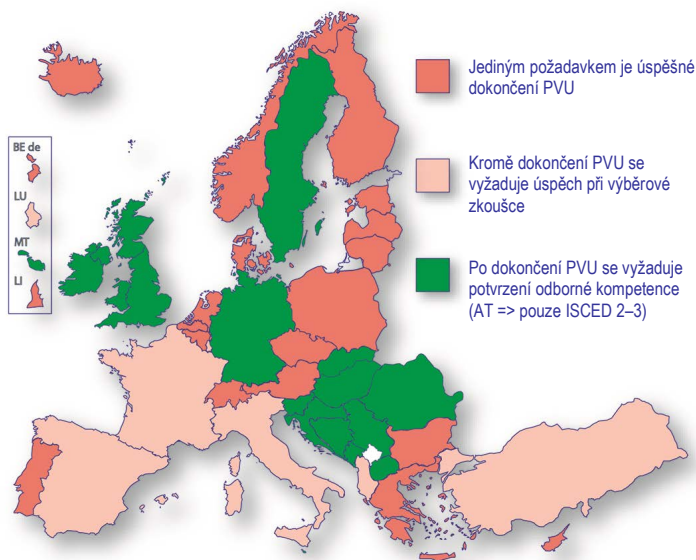 Jediným požadavkem je úspěšné
dokončení PVU
BE de
LU
MT
LI
Kromě dokončení PVU se
vyžaduje úspěch při výběrové
zkoušce
Po dokončení PVU se vyžaduje
potvrzení odborné kompetence
(AT => pouze ISCED 2–3)